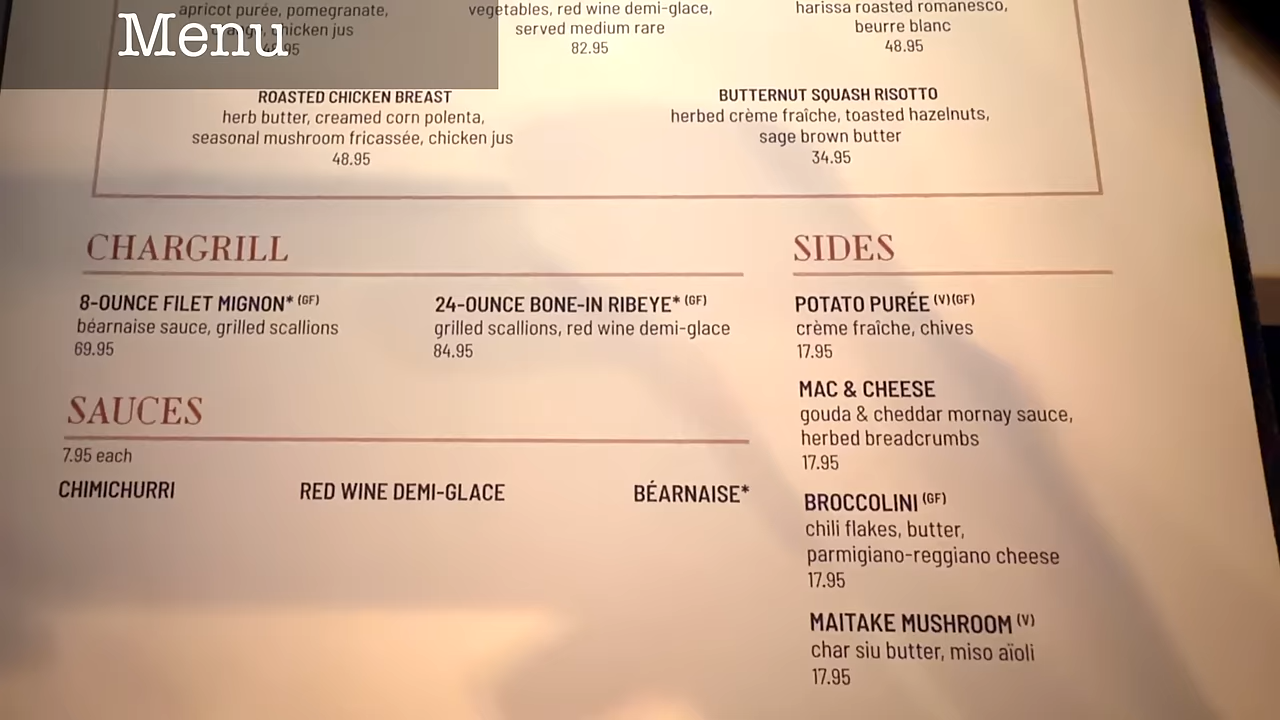 Menu
apricot purée, pomegranate,
chicken jus
vegetables, red wine demi-glace,
served medium rare
82.95
harissa roasted romanesco,
beurre blanc
48.95
ROASTED CHICKEN BREAST
herb butter, creamed corn polenta,
seasonal mushroom fricassée, chicken jus
48.95
BUTTERNUT SQUASH RISOTTO
herbed crème fraîche, toasted hazelnuts,
sage brown butter
34.95
CHARGRILL
8-OUNCE FILET MIGNON* (GF)
béarnaise sauce, grilled scallions
69.95
24-OUNCE BONE-IN RIBEYE* (GF)
grilled scallions, red wine demi-glace
84.95
SAUCES
7.95 each
CHIMICHURRI
RED WINE DEMI-GLACE
BÉARNAISE*
SIDES
POTATO PURÉE (V)(GF)
crème fraîche, chives
17.95
MAC & CHEESE
gouda & cheddar mornay sauce,
herbed breadcrumbs
17.95
BROCCOLINI (GF)
chili flakes, butter,
parmigiano-reggiano cheese
17.95
MAITAKE MUSHROOM (V)
char siu butter, miso aïoli
17.95